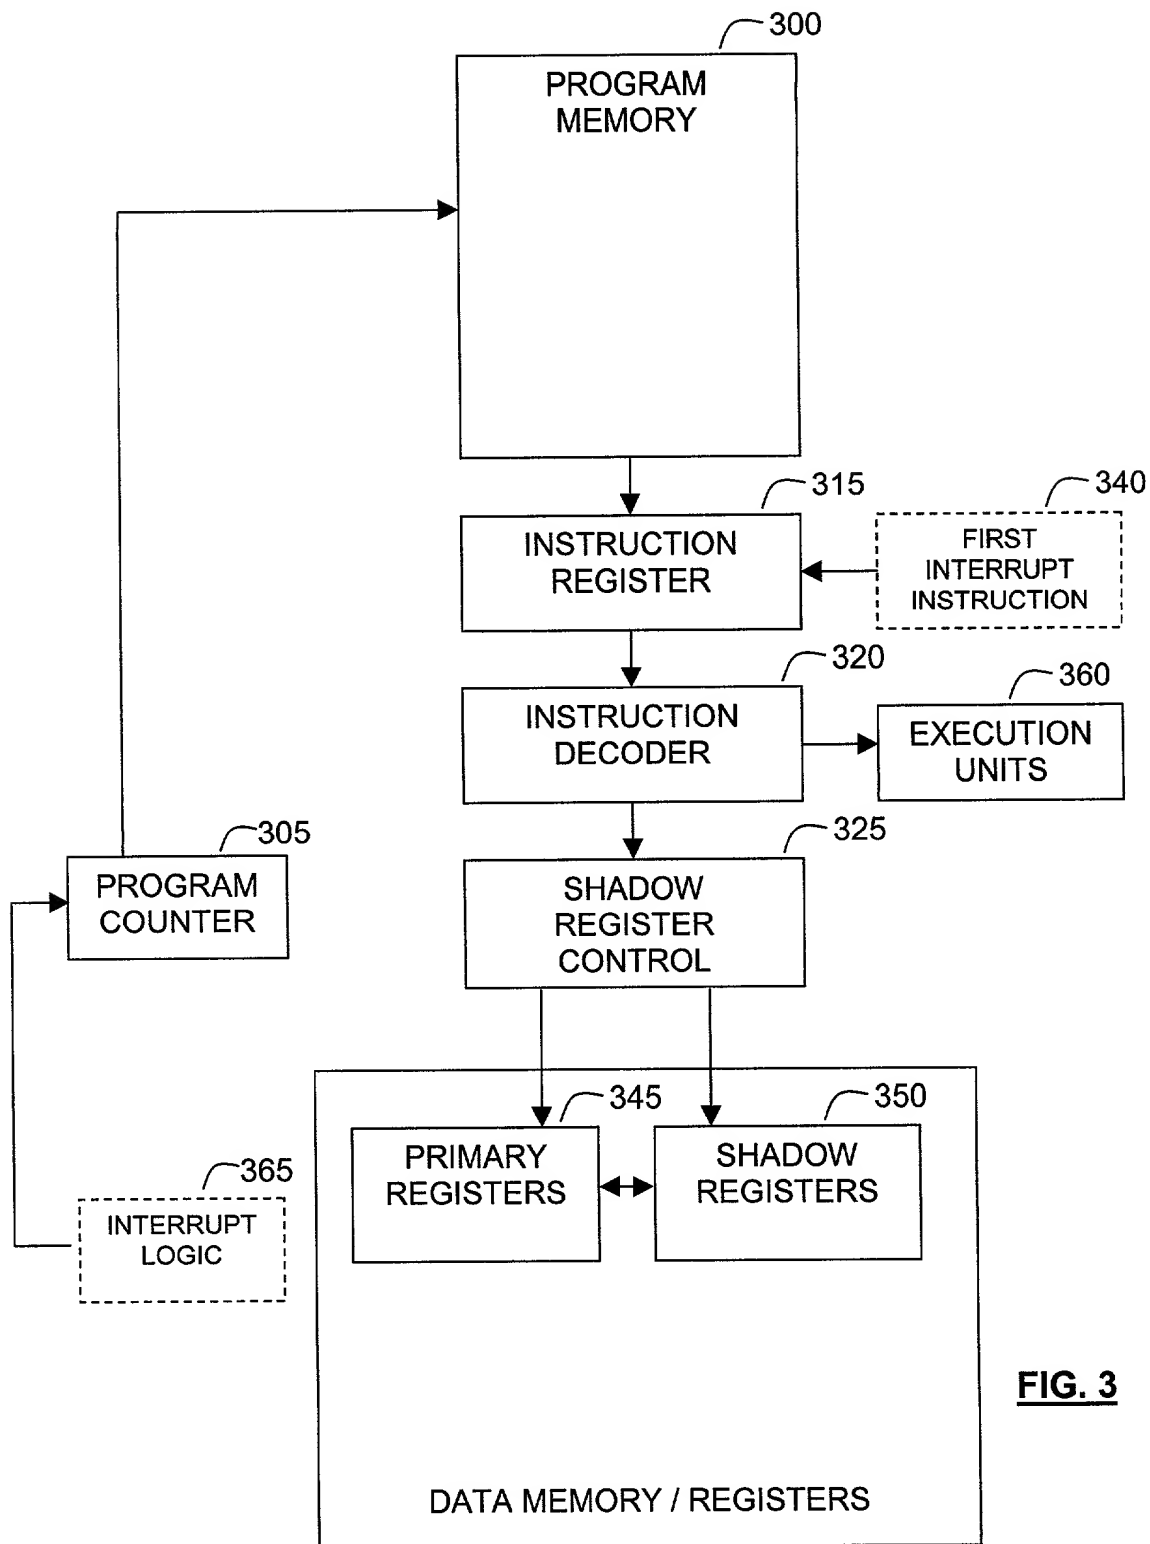 300
PROGRAM
MEMORY
315
340
INSTRUCTION
REGISTER
FIRST
INTERRUPT
INSTRUCTION
320
360
INSTRUCTION
DECODER
EXECUTION
UNITS
305
325
PROGRAM
COUNTER
SHADOW
REGISTER
CONTROL
345
350
PRIMARY
REGISTERS
SHADOW
REGISTERS
365
INTERRUPT
LOGIC
FIG. 3
DATA MEMORY / REGISTERS